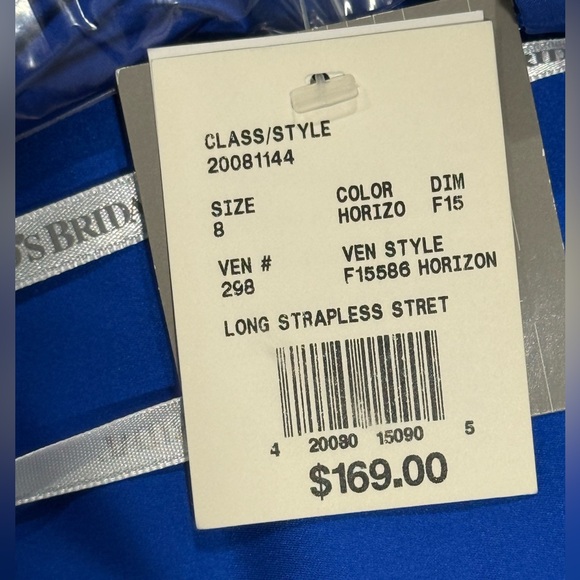 'S BRIDA
CLASS/STYLE
20081144
SIZE COLOR DIM
8 HORIZO F15
VEN # VEN STYLE
298 F15586 HORIZON
LONG STRAPLESS STRET
4 20080 15090 5
$169.00